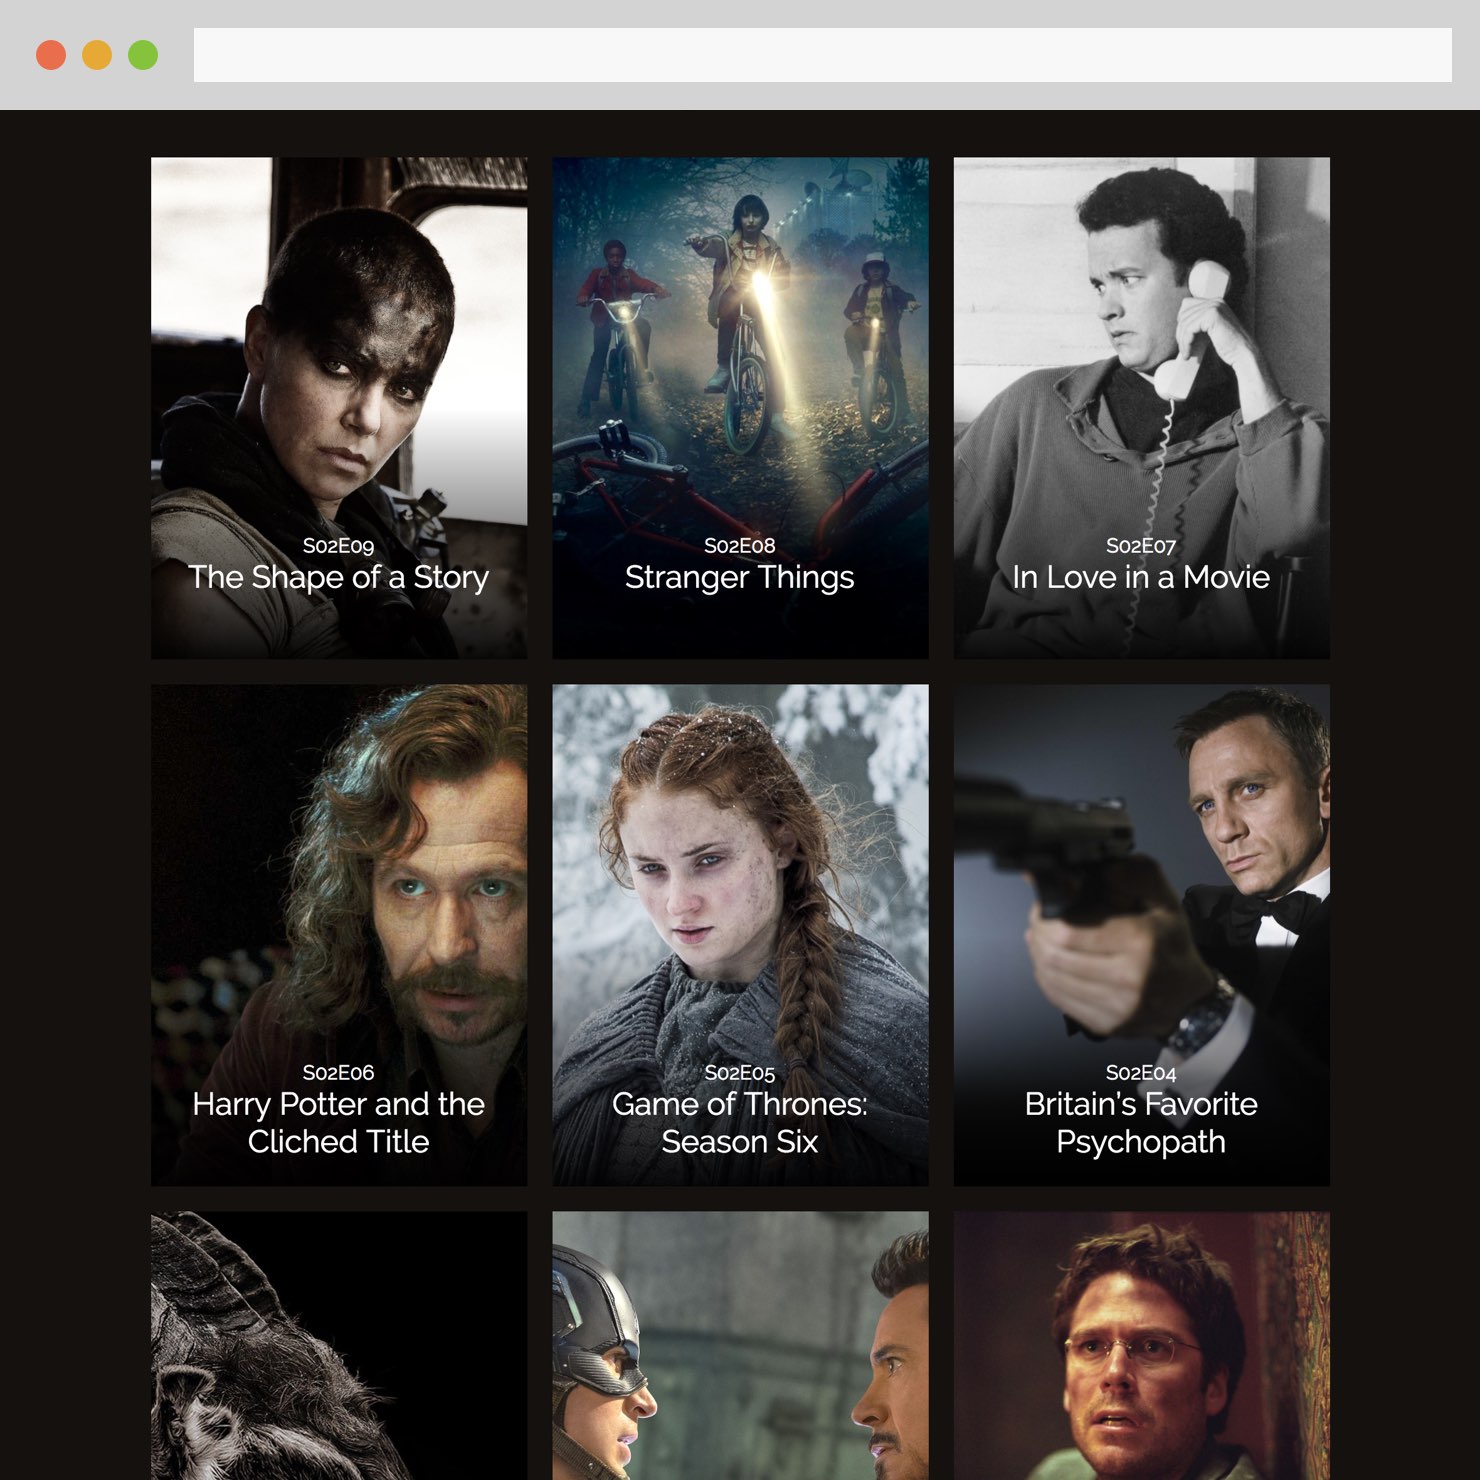 S02E09
The Shape of a Story
S02E08
Stranger Things
S02E07
In Love in a Movie
S02E06
Harry Potter and the
Cliched Title
S02E05
Game of Thrones:
Season Six
S02E04
Britain's Favorite
Psychopath